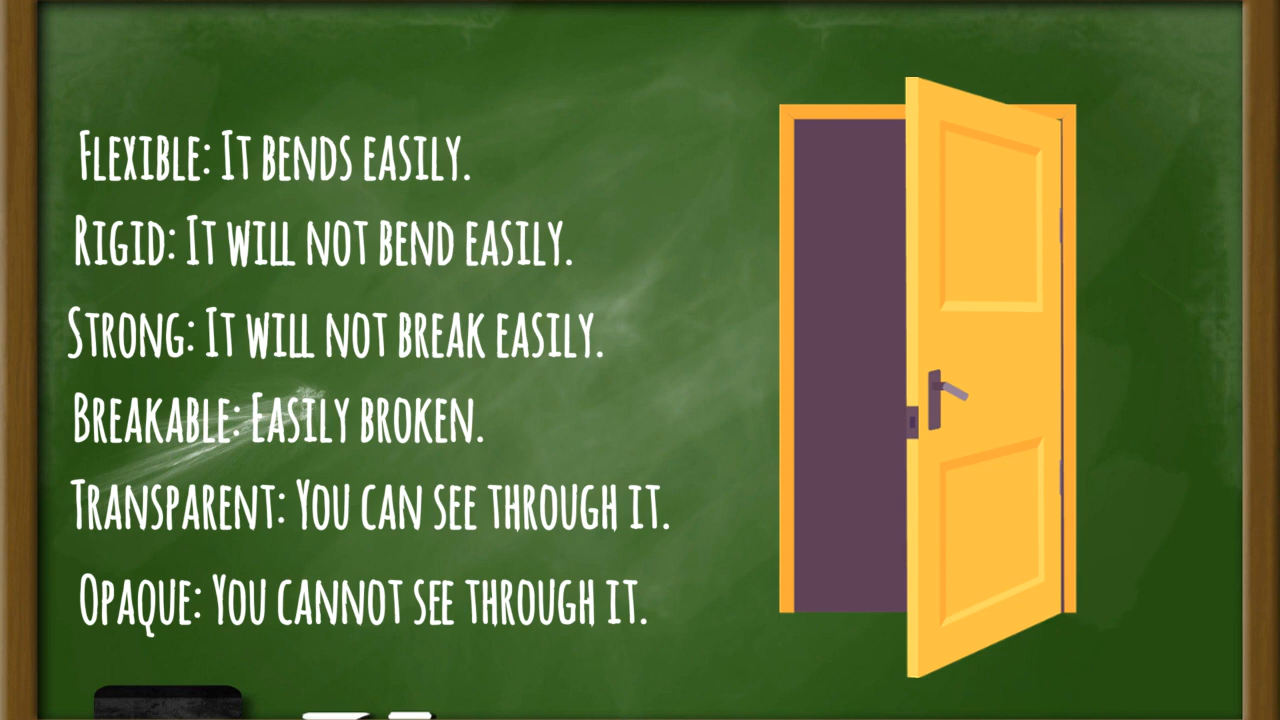 Flexible: It bends easily.
Rigid: It will not bend easily.
Strong: It will not break easily.
Breakable: Easily broken.
Transparent: You can see through it.
Opaque: You cannot see through it.